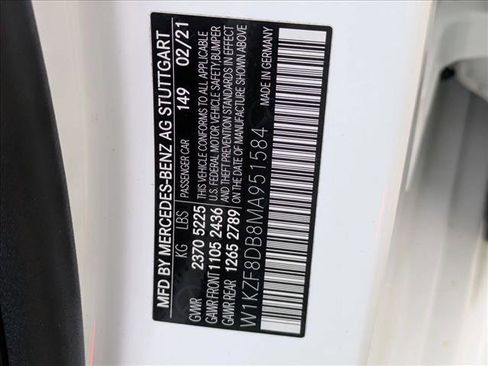 MFD BY MERCEDES-BENZ AG STUTTGART
PASSENGER CAR 149 02/21
KG LBS
GVWR 2370 5225
GAWR FRONT 1105 2436
GAWR REAR 1265 2789
THIS VEHICLE CONFORMS TO ALL APPLICABLE
U.S. FEDERAL MOTOR VEHICLE SAFETY, BUMPER
AND THEFT PREVENTION STANDARDS IN EFFECT
ON THE DATE OF MANUFACTURE SHOWN ABOVE
MADE IN GERMANY
W1KZF8DB8MA951584